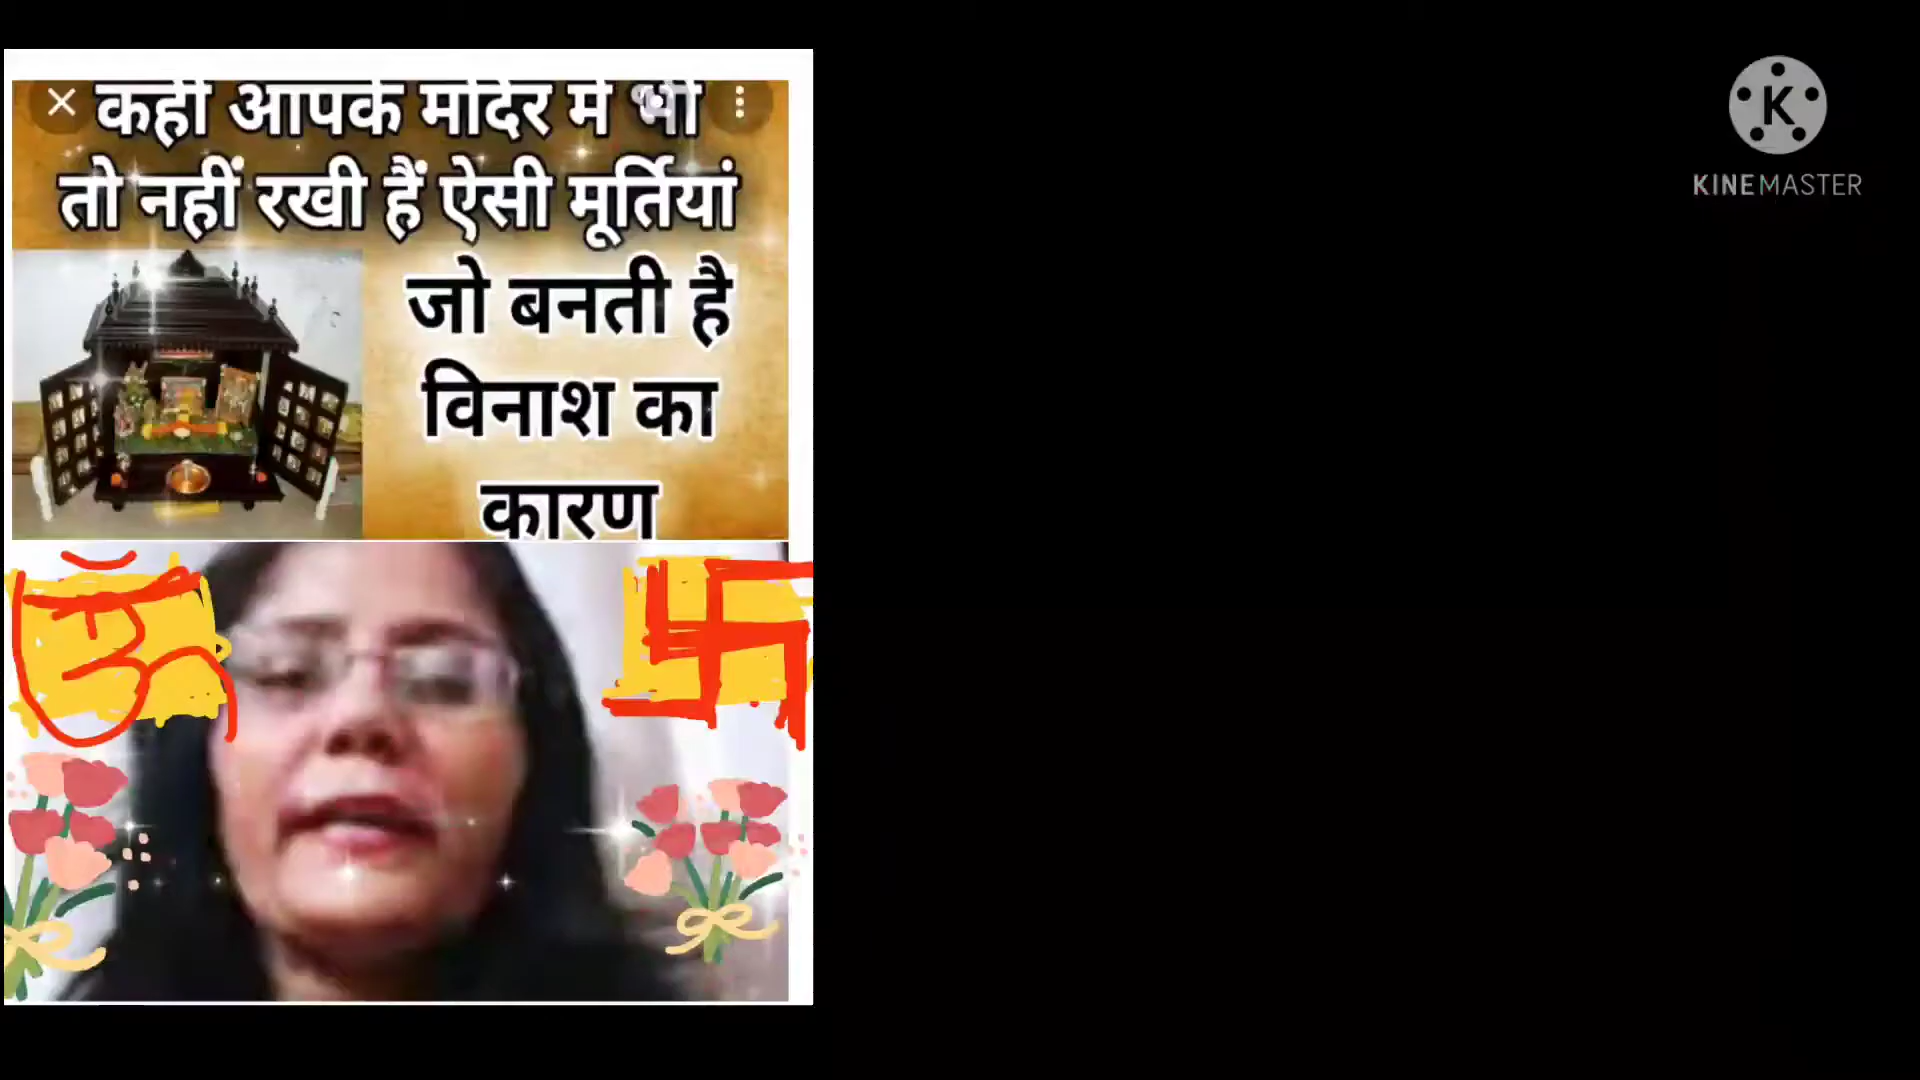 कहीं आपके मंदिर में भी
तो नहीं रखी हैं ऐसी मूर्तियां
जो बनती है
विनाश का
कारण
ॐ
K
KINEMASTER